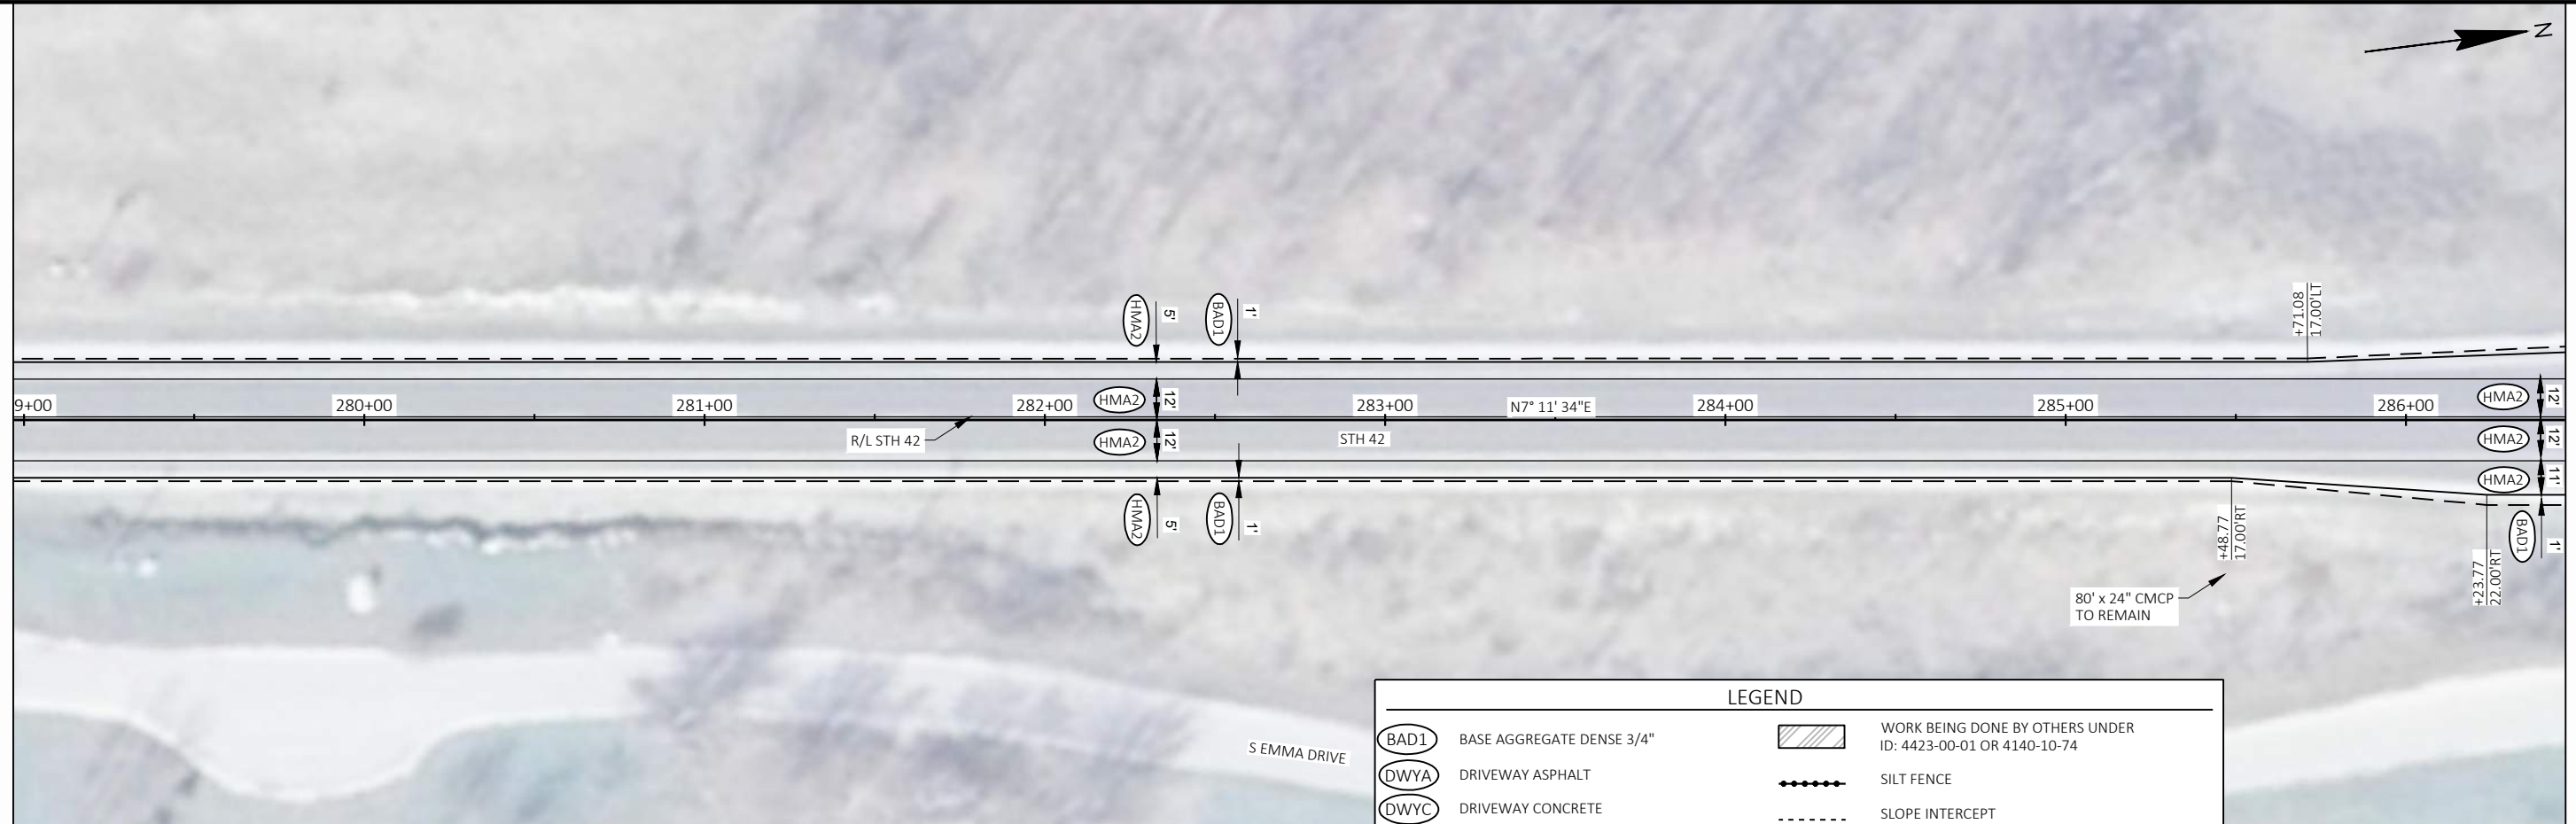 N
HMA2
5'
BAD1
1'
+71.08
17.00'LT
9+00
280+00
281+00
282+00
HMA2
12'
283+00
N7° 11' 34"E
284+00
285+00
286+00
HMA2
12'
R/L STH 42
HMA2
12'
STH 42
HMA2
12'
HMA2
11'
HMA2
5'
BAD1
1'
+48.77
17.00'RT
BAD1
1'
+23.77
22.00'RT
80' x 24" CMCP
TO REMAIN
S EMMA DRIVE
LEGEND
BAD1 BASE AGGREGATE DENSE 3/4"
WORK BEING DONE BY OTHERS UNDER
ID: 4423-00-01 OR 4140-10-74
DWYA DRIVEWAY ASPHALT
SILT FENCE
DWYC DRIVEWAY CONCRETE
SLOPE INTERCEPT